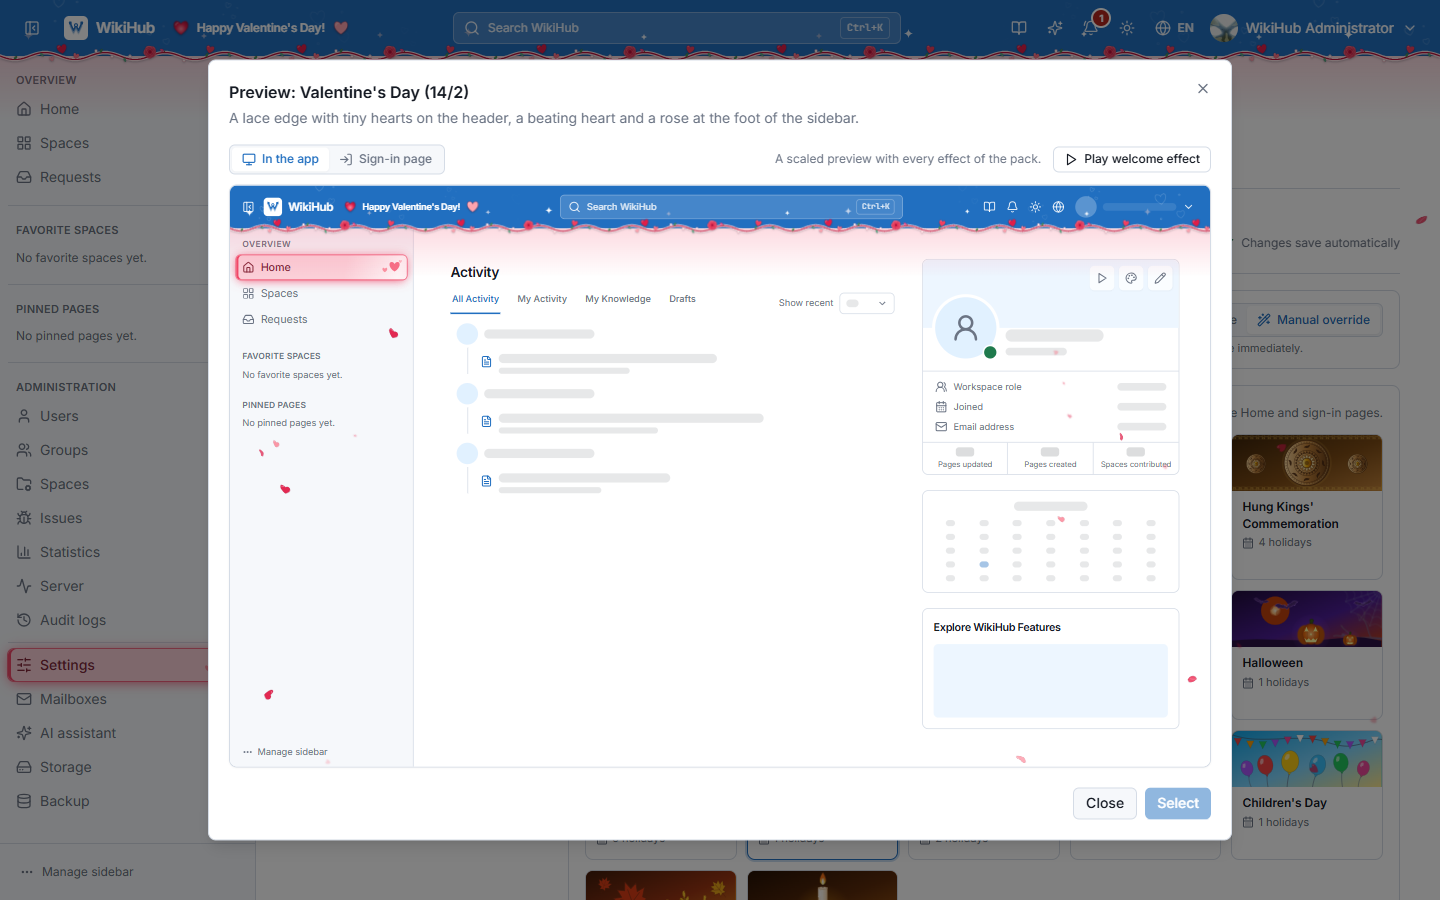 WikiHub
Happy Valentine's Day!
Search WikiHub
Ctrl+K
1
EN
WikiHub Administrator
OVERVIEW
Home
Spaces
Requests
FAVORITE SPACES
No favorite spaces yet.
PINNED PAGES
No pinned pages yet.
ADMINISTRATION
Users
Groups
Spaces
Issues
Statistics
Server
Audit logs
Settings
Mailboxes
AI assistant
Storage
Backup
Manage sidebar
Preview: Valentine's Day (14/2)
A lace edge with tiny hearts on the header, a beating heart and a rose at the foot of the sidebar.
In the app
Sign-in page
A scaled preview with every effect of the pack.
Play welcome effect
WikiHub
Happy Valentine's Day!
Search WikiHub
Ctrl+K
OVERVIEW
Home
Spaces
Requests
FAVORITE SPACES
No favorite spaces yet.
PINNED PAGES
No pinned pages yet.
Manage sidebar
Activity
All Activity
My Activity
My Knowledge
Drafts
Show recent
Workspace role
Joined
Email address
Pages updated
Pages created
Spaces contributed
Explore WikiHub Features
Close
Select
Changes save automatically
Manual override
e immediately.
e Home and sign-in pages.
Hung Kings'
Commemoration
4 holidays
Halloween
1 holidays
Children's Day
1 holidays